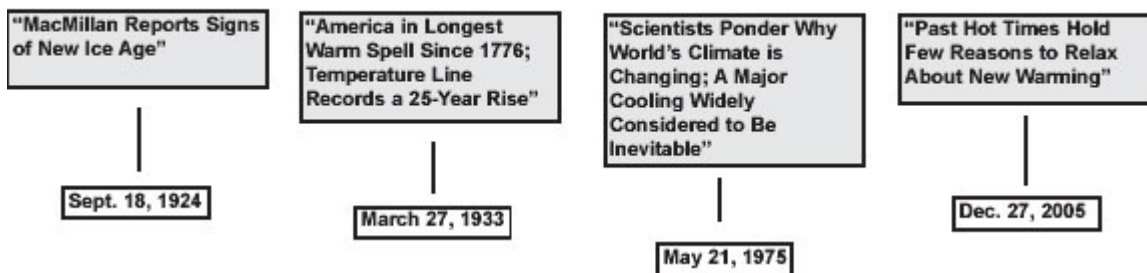 “MacMillan Reports Signs
of New Ice Age”
Sept. 18, 1924
“America in Longest
Warm Spell Since 1776;
Temperature Line
Records a 25-Year Rise”
March 27, 1933
“Scientists Ponder Why
World’s Climate is
Changing; A Major
Cooling Widely
Considered to Be
Inevitable”
May 21, 1975
“Past Hot Times Hold
Few Reasons to Relax
About New Warming”
Dec. 27, 2005